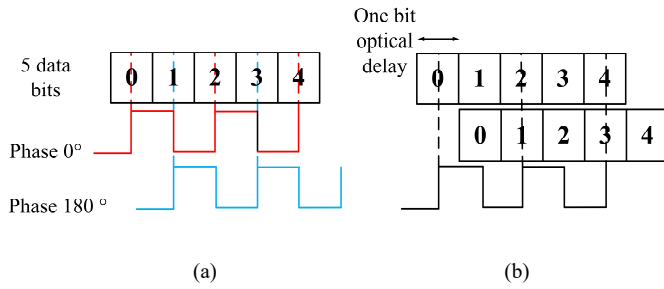 5 data
bits
0 1 2 3 4
Phase 0°
Phase 180 °
(a)
One bit
optical
delay
0 1 2 3 4
0 1 2 3 4
(b)